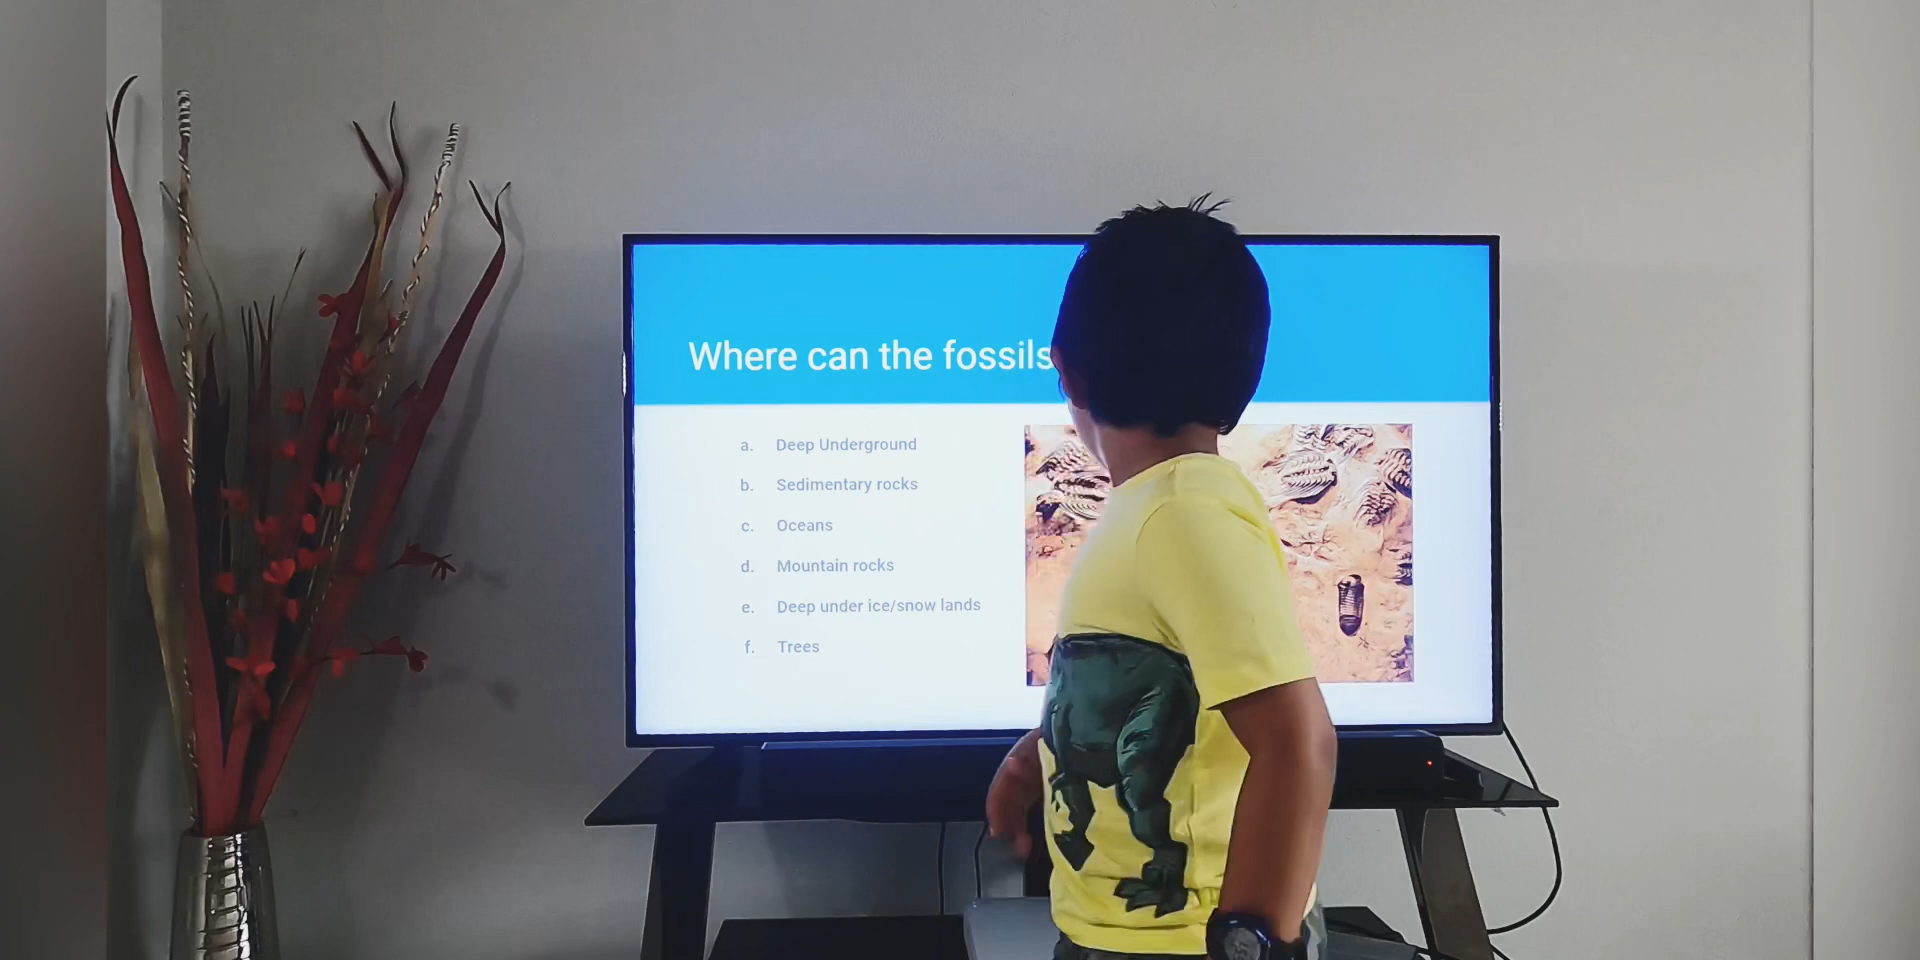 Where can the fossils
a. Deep Underground
b. Sedimentary rocks
c. Oceans
d. Mountain rocks
e. Deep under ice/snow lands
f. Trees